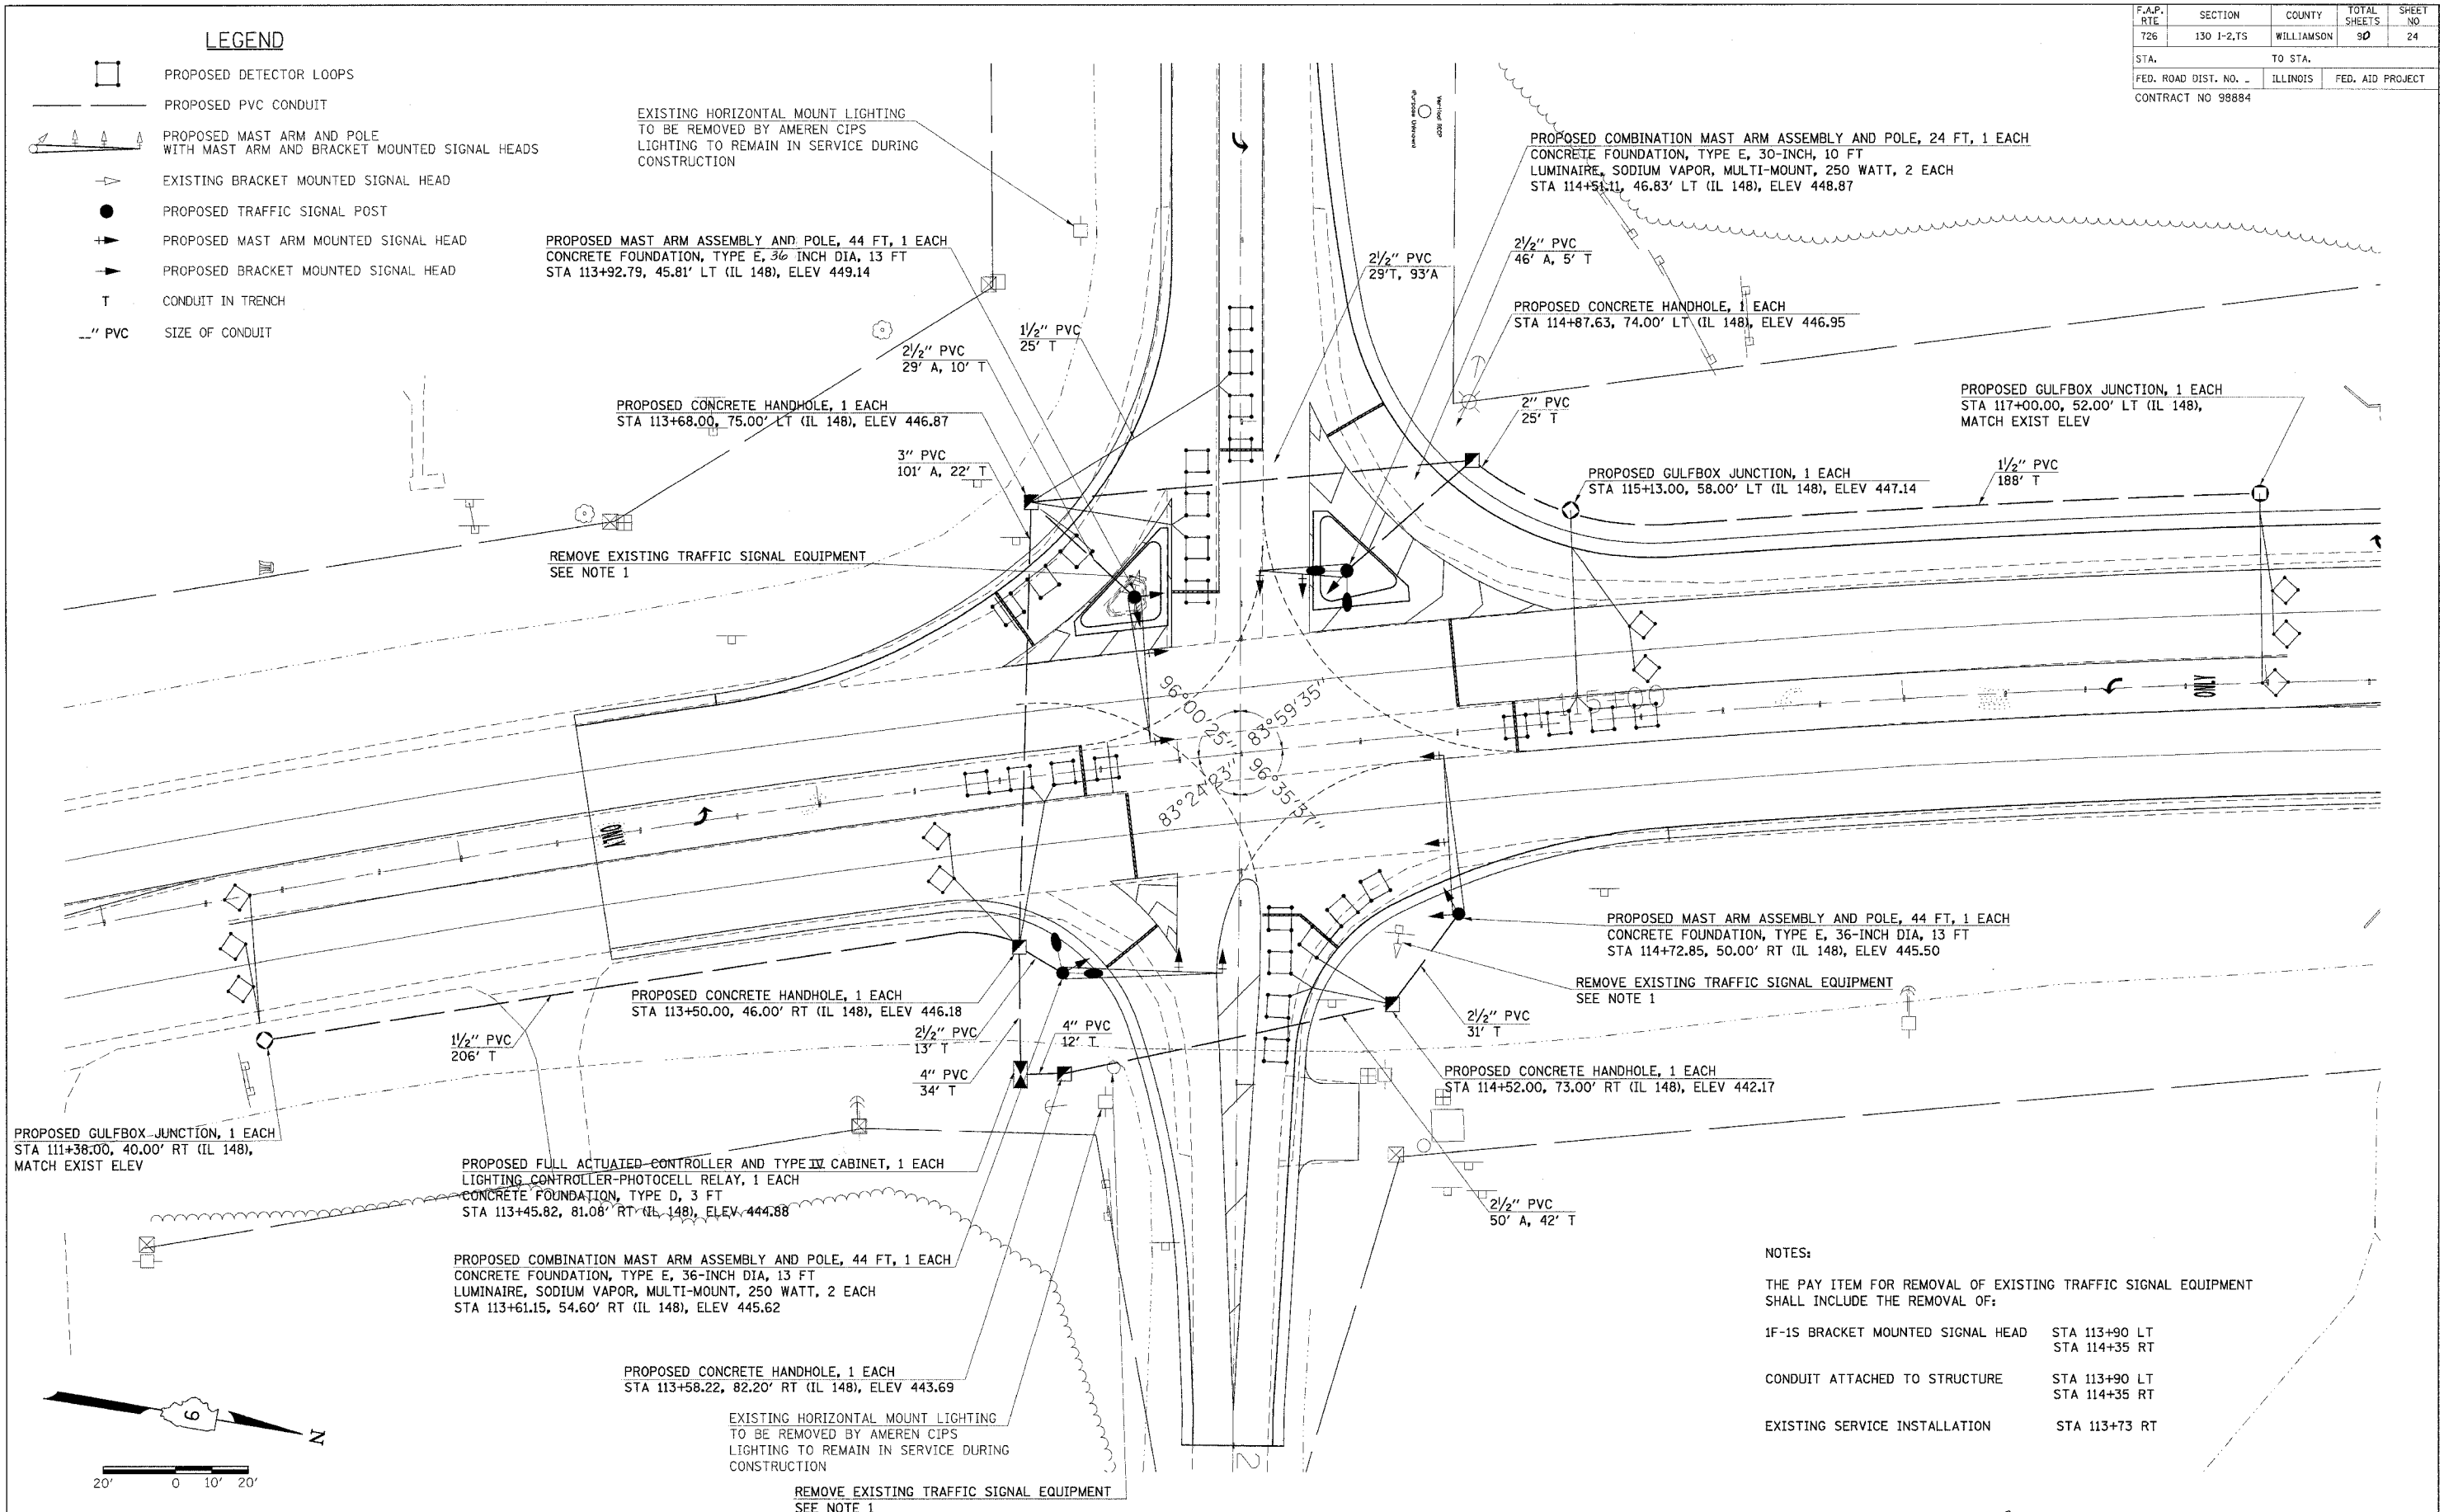 F.A.P. RTE SECTION COUNTY TOTAL SHEETS SHEET NO
726 130 I-2,TS WILLIAMSON 90 24
STA. TO STA.
FED. ROAD DIST. NO. _ ILLINOIS FED. AID PROJECT
CONTRACT NO 98884
LEGEND
PROPOSED DETECTOR LOOPS
PROPOSED PVC CONDUIT
PROPOSED MAST ARM AND POLE
WITH MAST ARM AND BRACKET MOUNTED SIGNAL HEADS
EXISTING BRACKET MOUNTED SIGNAL HEAD
PROPOSED TRAFFIC SIGNAL POST
PROPOSED MAST ARM MOUNTED SIGNAL HEAD
PROPOSED BRACKET MOUNTED SIGNAL HEAD
T CONDUIT IN TRENCH
__" PVC SIZE OF CONDUIT
EXISTING HORIZONTAL MOUNT LIGHTING
TO BE REMOVED BY AMEREN CIPS
LIGHTING TO REMAIN IN SERVICE DURING
CONSTRUCTION
PROPOSED COMBINATION MAST ARM ASSEMBLY AND POLE, 24 FT, 1 EACH
CONCRETE FOUNDATION, TYPE E, 30-INCH, 10 FT
LUMINAIRE, SODIUM VAPOR, MULTI-MOUNT, 250 WATT, 2 EACH
STA 114+51.11, 46.83' LT (IL 148), ELEV 448.87
PROPOSED MAST ARM ASSEMBLY AND POLE, 44 FT, 1 EACH
CONCRETE FOUNDATION, TYPE E, 36 INCH DIA, 13 FT
STA 113+92.79, 45.81' LT (IL 148), ELEV 449.14
2½" PVC
29'T, 93'A
2½" PVC
46' A, 5' T
PROPOSED CONCRETE HANDHOLE, 1 EACH
STA 114+87.63, 74.00' LT (IL 148), ELEV 446.95
1½" PVC
25' T
2½" PVC
29' A, 10' T
PROPOSED CONCRETE HANDHOLE, 1 EACH
STA 113+68.00, 75.00' LT (IL 148), ELEV 446.87
2" PVC
25' T
PROPOSED GULFBOX JUNCTION, 1 EACH
STA 117+00.00, 52.00' LT (IL 148),
MATCH EXIST ELEV
3" PVC
101' A, 22' T
PROPOSED GULFBOX JUNCTION, 1 EACH
STA 115+13.00, 58.00' LT (IL 148), ELEV 447.14
1½" PVC
188' T
REMOVE EXISTING TRAFFIC SIGNAL EQUIPMENT
SEE NOTE 1
96°00'25"
83°59'35"
83°24'23"
96°35'37"
115+00
ONLY
ONLY
PROPOSED MAST ARM ASSEMBLY AND POLE, 44 FT, 1 EACH
CONCRETE FOUNDATION, TYPE E, 36-INCH DIA, 13 FT
STA 114+72.85, 50.00' RT (IL 148), ELEV 445.50
REMOVE EXISTING TRAFFIC SIGNAL EQUIPMENT
SEE NOTE 1
PROPOSED CONCRETE HANDHOLE, 1 EACH
STA 113+50.00, 46.00' RT (IL 148), ELEV 446.18
1½" PVC
206' T
2½" PVC
13' T
4" PVC
12' T
4" PVC
34' T
2½" PVC
31' T
PROPOSED CONCRETE HANDHOLE, 1 EACH
STA 114+52.00, 73.00' RT (IL 148), ELEV 442.17
PROPOSED GULFBOX JUNCTION, 1 EACH
STA 111+38.00, 40.00' RT (IL 148),
MATCH EXIST ELEV
PROPOSED FULL ACTUATED CONTROLLER AND TYPE IV CABINET, 1 EACH
LIGHTING CONTROLLER-PHOTOCELL RELAY, 1 EACH
CONCRETE FOUNDATION, TYPE D, 3 FT
STA 113+45.82, 81.08' RT (IL 148), ELEV 444.88
2½" PVC
50' A, 42' T
PROPOSED COMBINATION MAST ARM ASSEMBLY AND POLE, 44 FT, 1 EACH
CONCRETE FOUNDATION, TYPE E, 36-INCH DIA, 13 FT
LUMINAIRE, SODIUM VAPOR, MULTI-MOUNT, 250 WATT, 2 EACH
STA 113+61.15, 54.60' RT (IL 148), ELEV 445.62
PROPOSED CONCRETE HANDHOLE, 1 EACH
STA 113+58.22, 82.20' RT (IL 148), ELEV 443.69
EXISTING HORIZONTAL MOUNT LIGHTING
TO BE REMOVED BY AMEREN CIPS
LIGHTING TO REMAIN IN SERVICE DURING
CONSTRUCTION
REMOVE EXISTING TRAFFIC SIGNAL EQUIPMENT
SEE NOTE 1
2
NOTES:
THE PAY ITEM FOR REMOVAL OF EXISTING TRAFFIC SIGNAL EQUIPMENT
SHALL INCLUDE THE REMOVAL OF:
1F-1S BRACKET MOUNTED SIGNAL HEAD STA 113+90 LT
STA 114+35 RT
CONDUIT ATTACHED TO STRUCTURE STA 113+90 LT
STA 114+35 RT
EXISTING SERVICE INSTALLATION STA 113+73 RT
9
N
20' 0 10' 20'